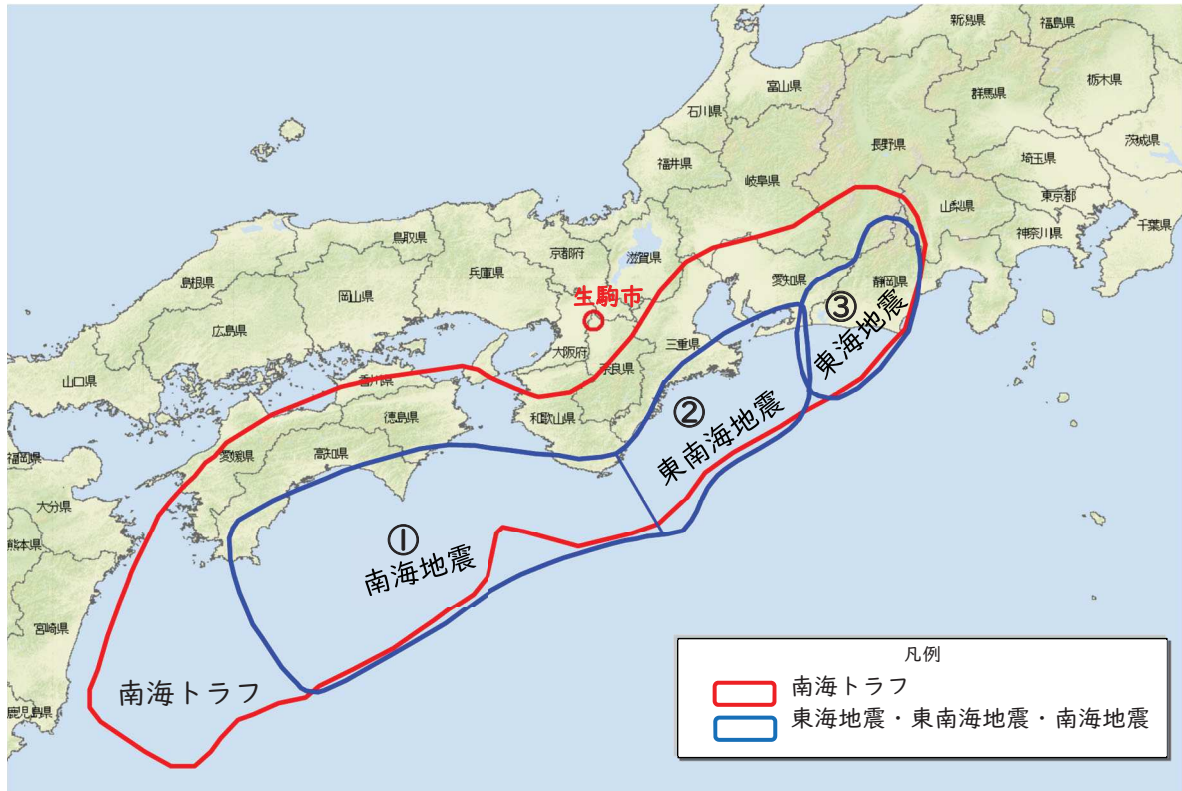 新潟県
福島県
栃木県
富山県
群馬県
石川県
茨城県
長野県
埼玉県
福井県
岐阜県
東京都
山梨県
千葉県
神奈川県
鳥取県
京都府
滋賀県
兵庫県
愛知県
静岡県
島根県
岡山県
生駒市
③
東海地震
広島県
大阪府
三重県
奈良県
山口県
香川県
②
東南海地震
徳島県
和歌山県
愛媛県
高知県
福岡県
大分県
①
南海地震
熊本県
宮崎県
南海トラフ
鹿児島県
凡例
南海トラフ
東海地震・東南海地震・南海地震